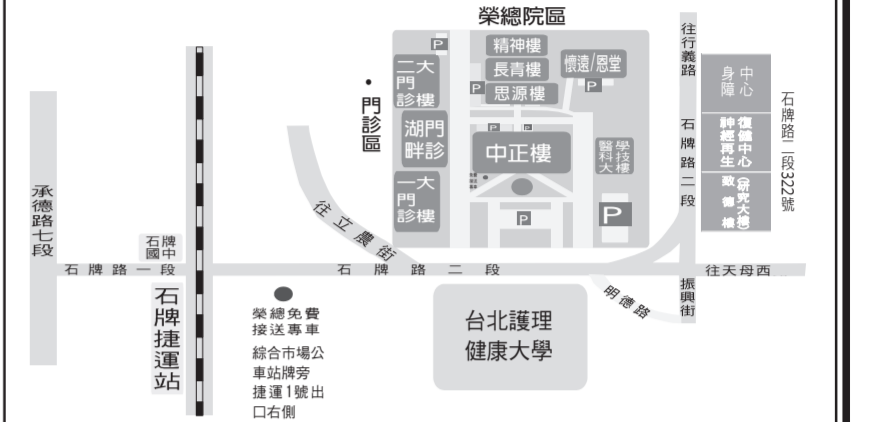 榮總院區
P
精神樓
長青樓
思源樓
懷遠/恩堂
P
P
二大
門
診樓
湖門
畔診
一大
門
診樓
•門診區
P
P
P
中正樓
醫學
科技
大樓
P
P
往行義路
石牌路二段
身障中心
神經再生復健中心
致德樓
(研究大樓)
石牌路二段322號
往立農街
承德路七段
石牌
國中
石牌路一段
石牌路二段
往天母西
明德路
振興街
石牌捷運站
榮總免費
接送專車
綜合市場公
車站牌旁
捷運1號出
口右側
台北護理
健康大學